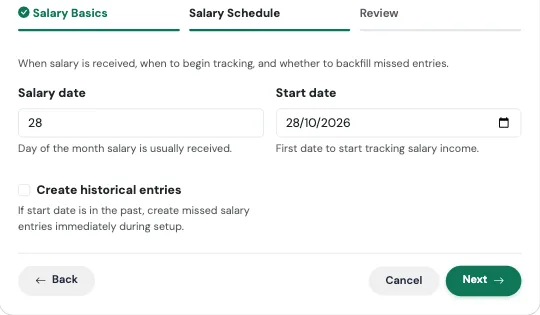 Salary Basics Salary Schedule Review
When salary is received, when to begin tracking, and whether to backfill missed entries.
Salary date Start date
28 28/10/2026
Day of the month salary is usually received. First date to start tracking salary income.
Create historical entries
If start date is in the past, create missed salary
entries immediately during setup.
← Back Cancel Next →